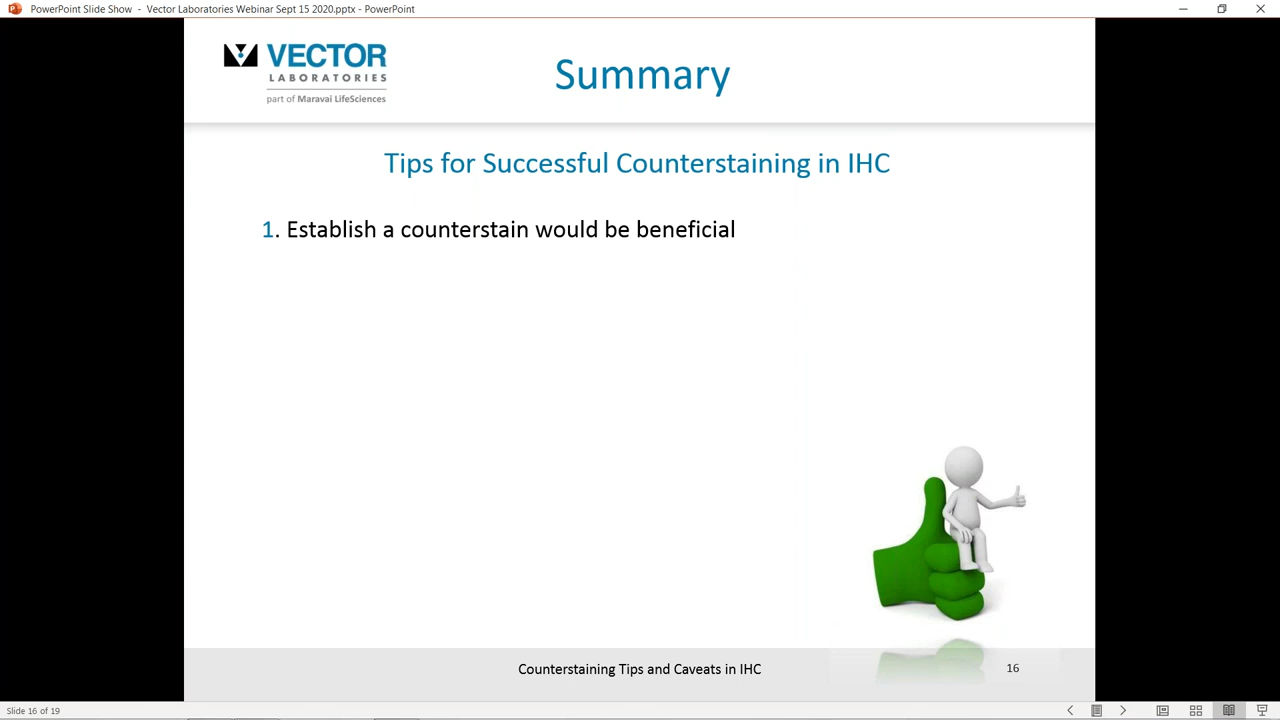 PowerPoint Slide Show - Vector Laboratories Webinar Sept 15 2020.pptx - PowerPoint
VECTOR
LABORATORIES
part of Maravai LifeSciences
Summary
Tips for Successful Counterstaining in IHC
1. Establish a counterstain would be beneficial
Counterstaining Tips and Caveats in IHC
16
Slide 16 of 19